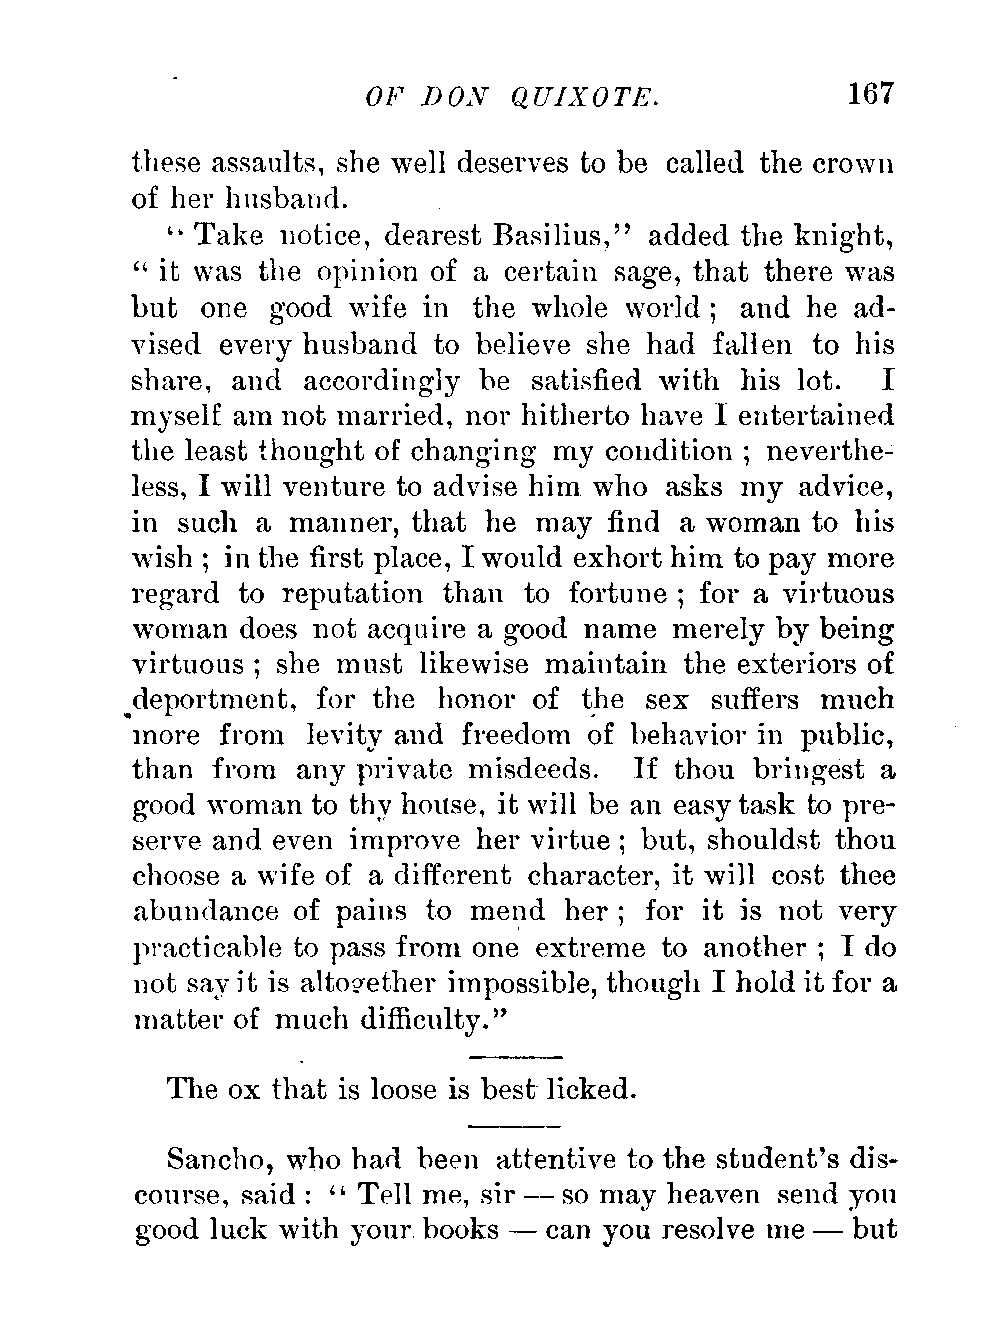 OF DON QUIXOTE. 167
these assaults, she well deserves to be called the crown
of her husband.
“ Take notice, dearest Basilius,” added the knight,
“ it was the opinion of a certain sage, that there was
but one good wife in the whole world ; and he ad-
vised every husband to believe she had fallen to his
share, and accordingly be satisfied with his lot. I
myself am not married, nor hitherto have I entertained
the least thought of changing my condition ; neverthe-
less, I will venture to advise him who asks my advice,
in such a manner, that he may find a woman to his
wish ; in the first place, I would exhort him to pay more
regard to reputation than to fortune ; for a virtuous
woman does not acquire a good name merely by being
virtuous ; she must likewise maintain the exteriors of
deportment, for the honor of the sex suffers much
more from levity and freedom of behavior in public,
than from any private misdeeds. If thou bringest a
good woman to thy house, it will be an easy task to pre-
serve and even improve her virtue ; but, shouldst thou
choose a wife of a different character, it will cost thee
abundance of pains to mend her ; for it is not very
practicable to pass from one extreme to another ; I do
not say it is altogether impossible, though I hold it for a
matter of much difficulty.”
The ox that is loose is best licked.
Sancho, who had been attentive to the student’s dis-
course, said : “ Tell me, sir — so may heaven send you
good luck with your books — can you resolve me — but